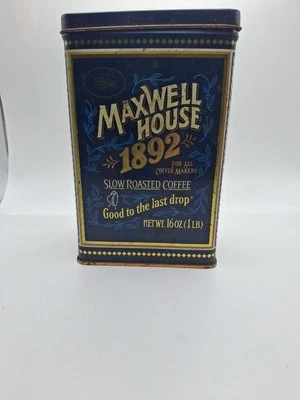 MAXWELL
HOUSE
1892
FOR ALL
COFFEE MAKERS
SLOW ROASTED COFFEE
Good to the last drop®
NET WT. 16 OZ. (1 LB)